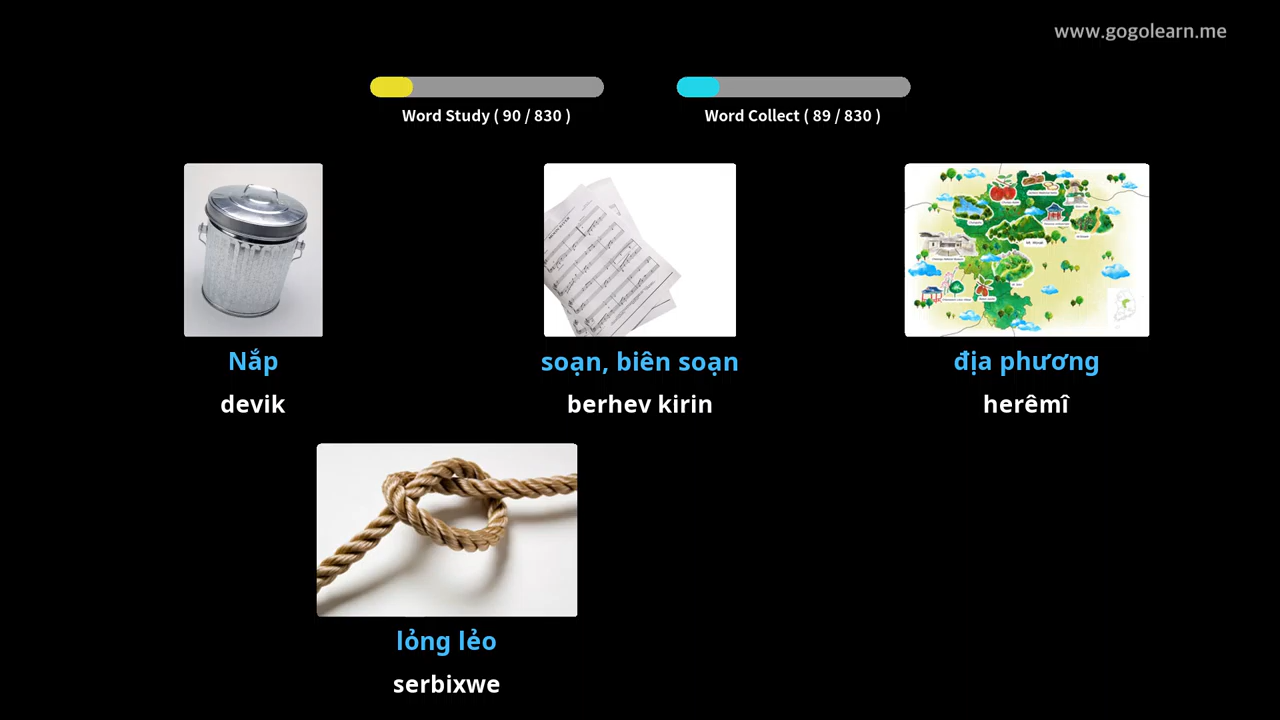 www.gogolearn.me
Word Study ( 90 / 830 )
Word Collect ( 89 / 830 )
Nắp
soạn, biên soạn
địa phương
devik
berhev kirin
herêmî
lỏng lẻo
serbixwe